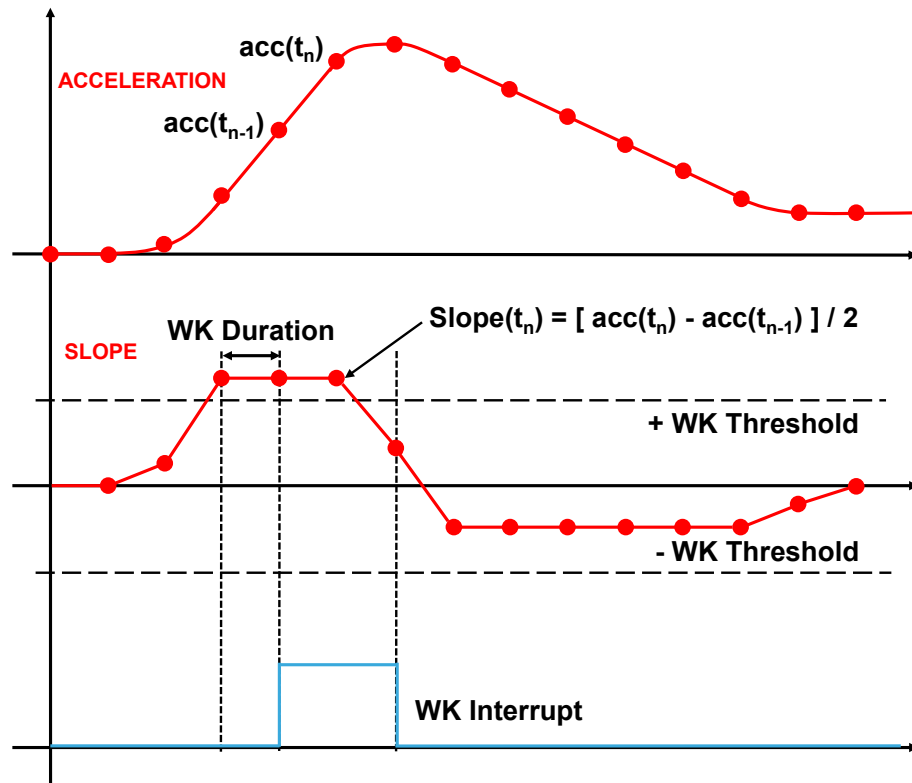 acc(tₙ)
ACCELERATION
acc(tₙ₋₁)
Slope(tₙ) = [ acc(tₙ) - acc(tₙ₋₁) ] / 2
WK Duration
SLOPE
+ WK Threshold
- WK Threshold
WK Interrupt